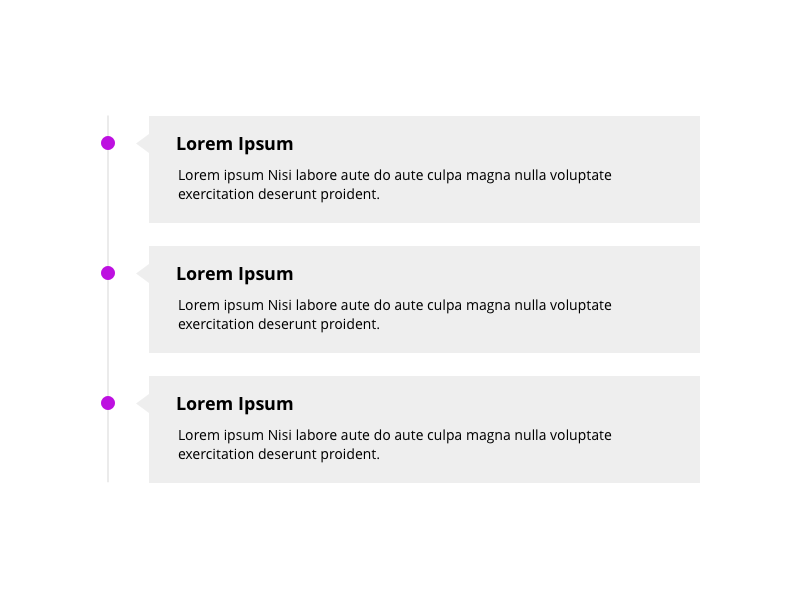 Lorem Ipsum
Lorem ipsum Nisi labore aute do aute culpa magna nulla voluptate
exercitation deserunt proident.
Lorem Ipsum
Lorem ipsum Nisi labore aute do aute culpa magna nulla voluptate
exercitation deserunt proident.
Lorem Ipsum
Lorem ipsum Nisi labore aute do aute culpa magna nulla voluptate
exercitation deserunt proident.